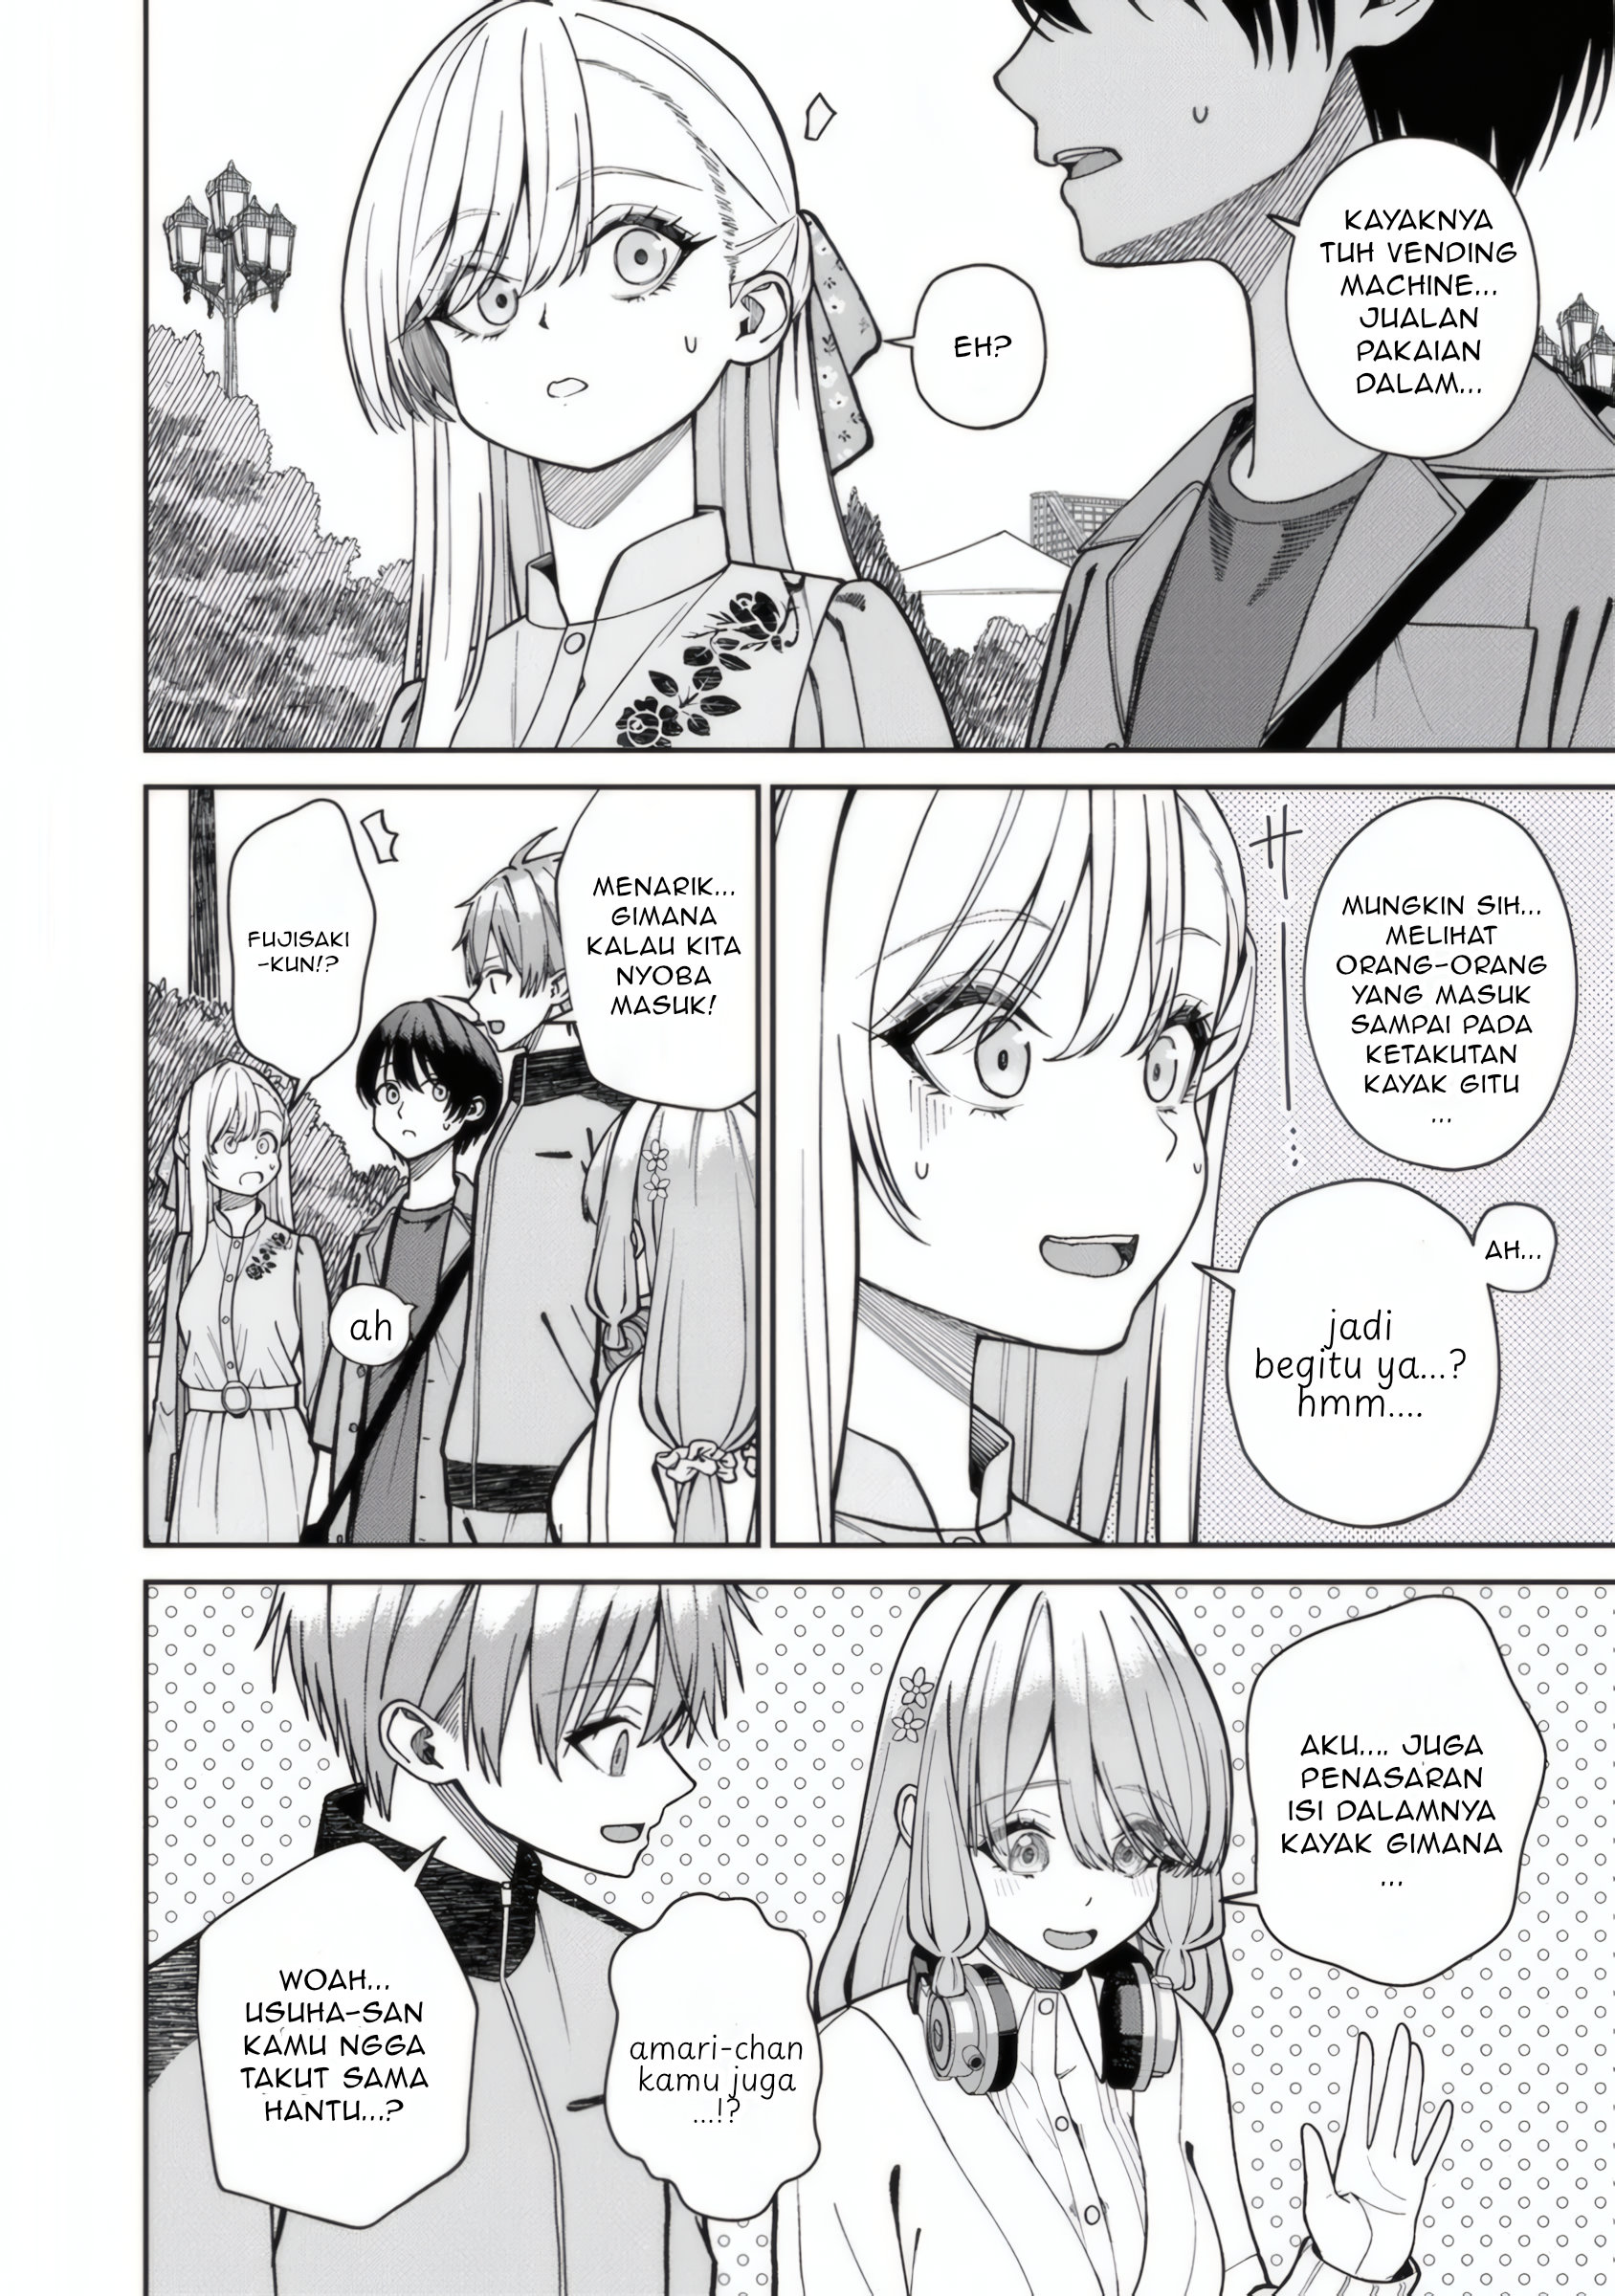 KAYAKNYA
TUH VENDING
MACHINE...
JUALAN
PAKAIAN
DALAM...
EH?
MUNGKIN SIH...
MELIHAT
ORANG-ORANG
YANG MASUK
SAMPAI PADA
KETAKUTAN
KAYAK GITU
...
AH...
jadi
begitu ya...?
hmm....
MENARIK...
GIMANA
KALAU KITA
NYOBA
MASUK!
FUJISAKI
-KUN!?
ah
AKU.... JUGA
PENASARAN
ISI DALAMNYA
KAYAK GIMANA
...
amari-chan
kamu juga
...!?
WOAH...
USUHA-SAN
KAMU NGGA
TAKUT SAMA
HANTU...?